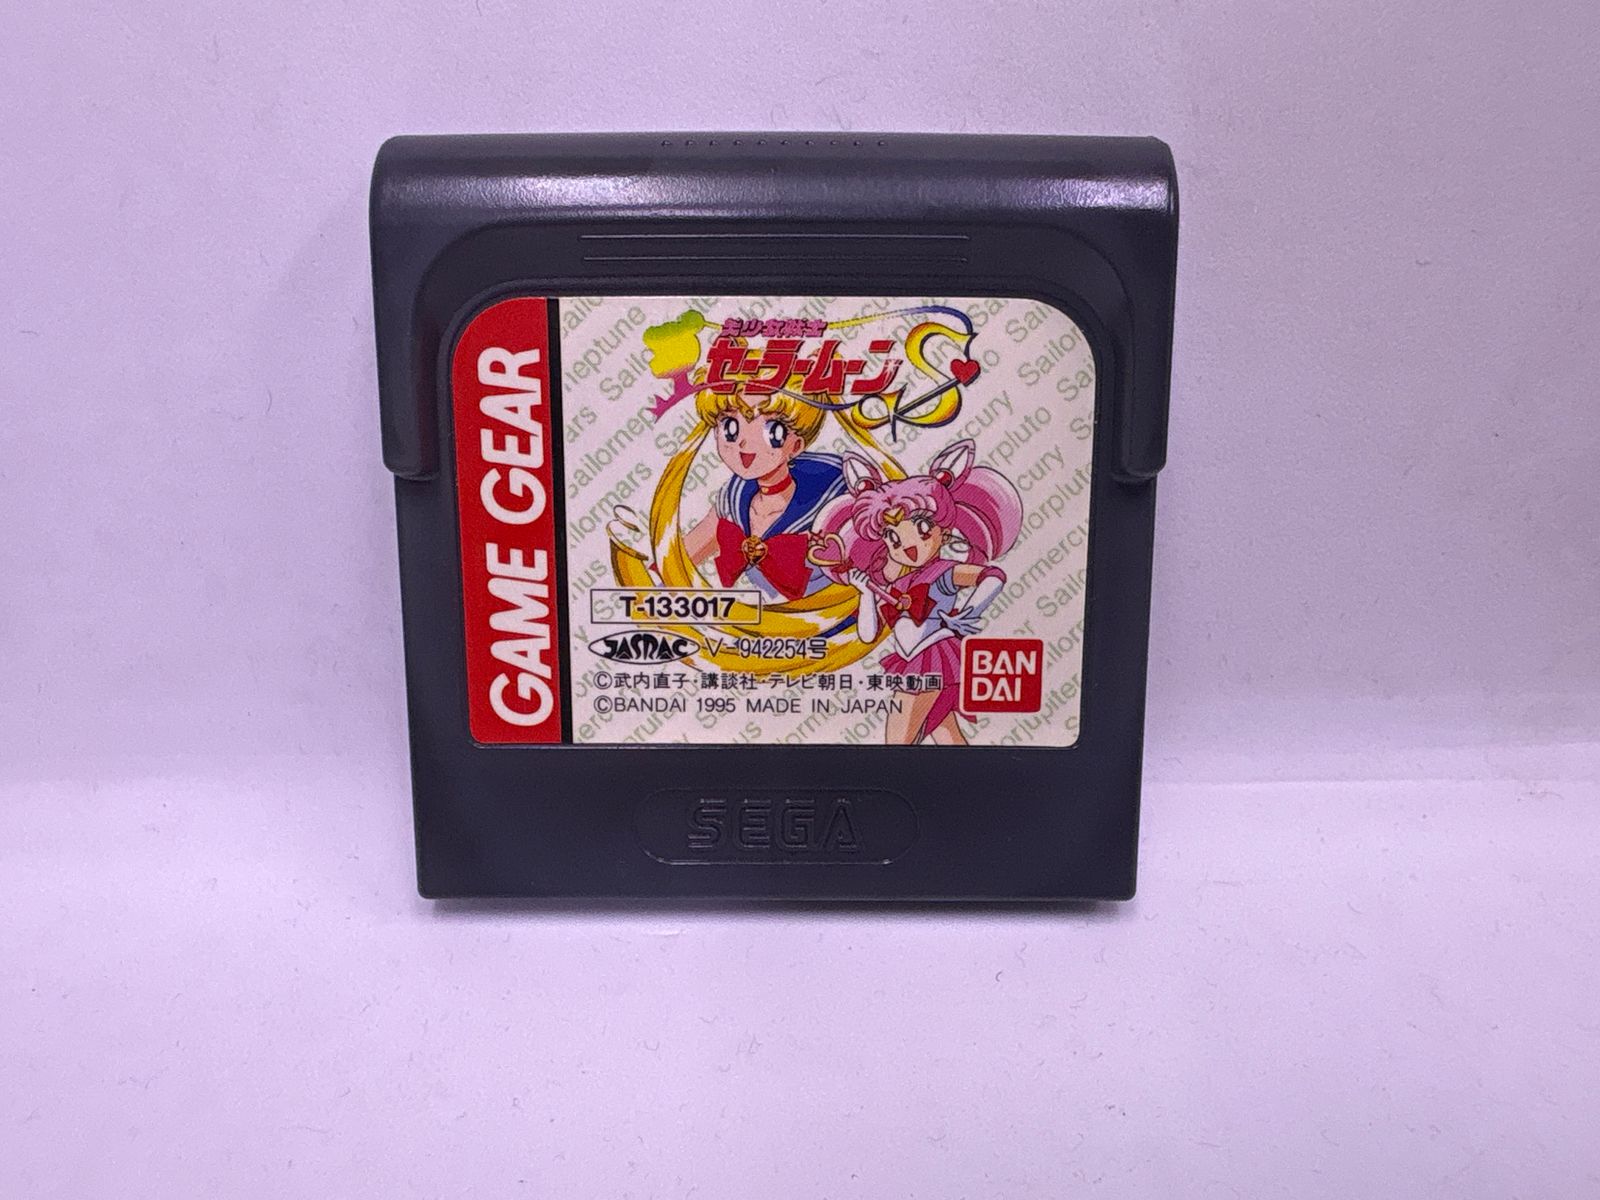 GAME GEAR
美少女戦士
セーラームーンS
T-133017
JASRAC V-942254号
©武内直子・講談社・テレビ朝日・東映動画
©BANDAI 1995 MADE IN JAPAN
BAN
DAI
SEGA